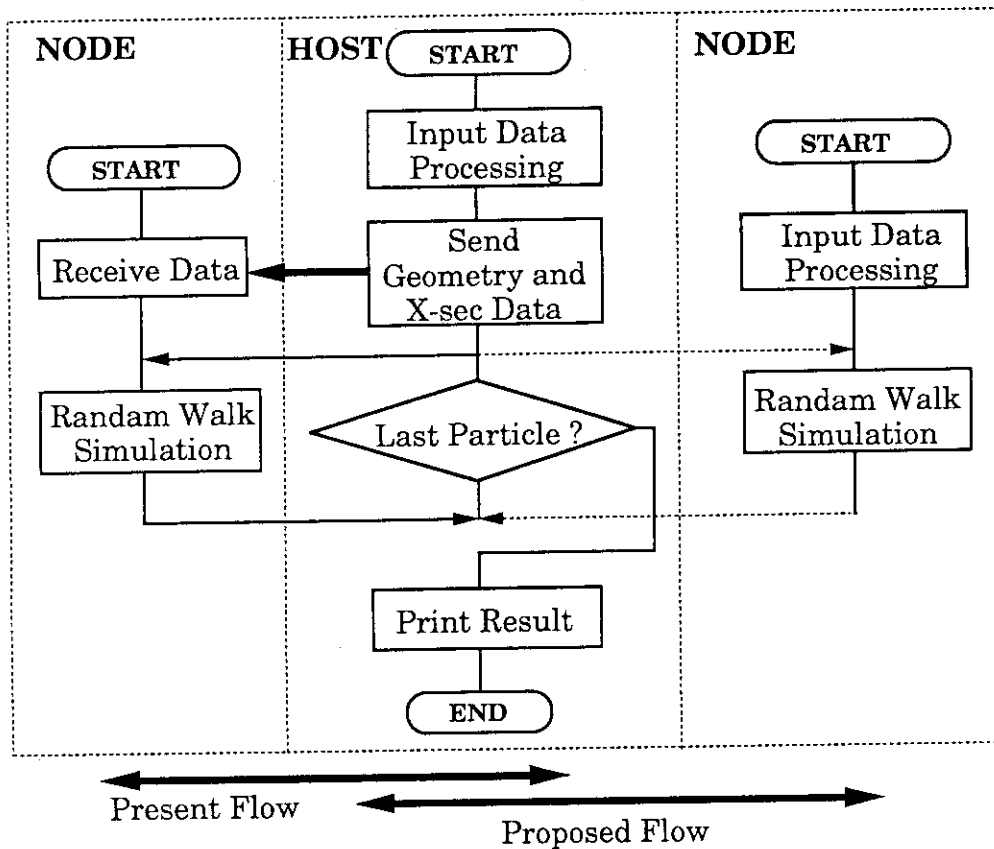 NODE
START
Receive Data
Randam Walk
Simulation
HOST
START
Input Data
Processing
Send
Geometry and
X-sec Data
Last Particle ?
Print Result
END
NODE
START
Input Data
Processing
Randam Walk
Simulation
Present Flow
Proposed Flow